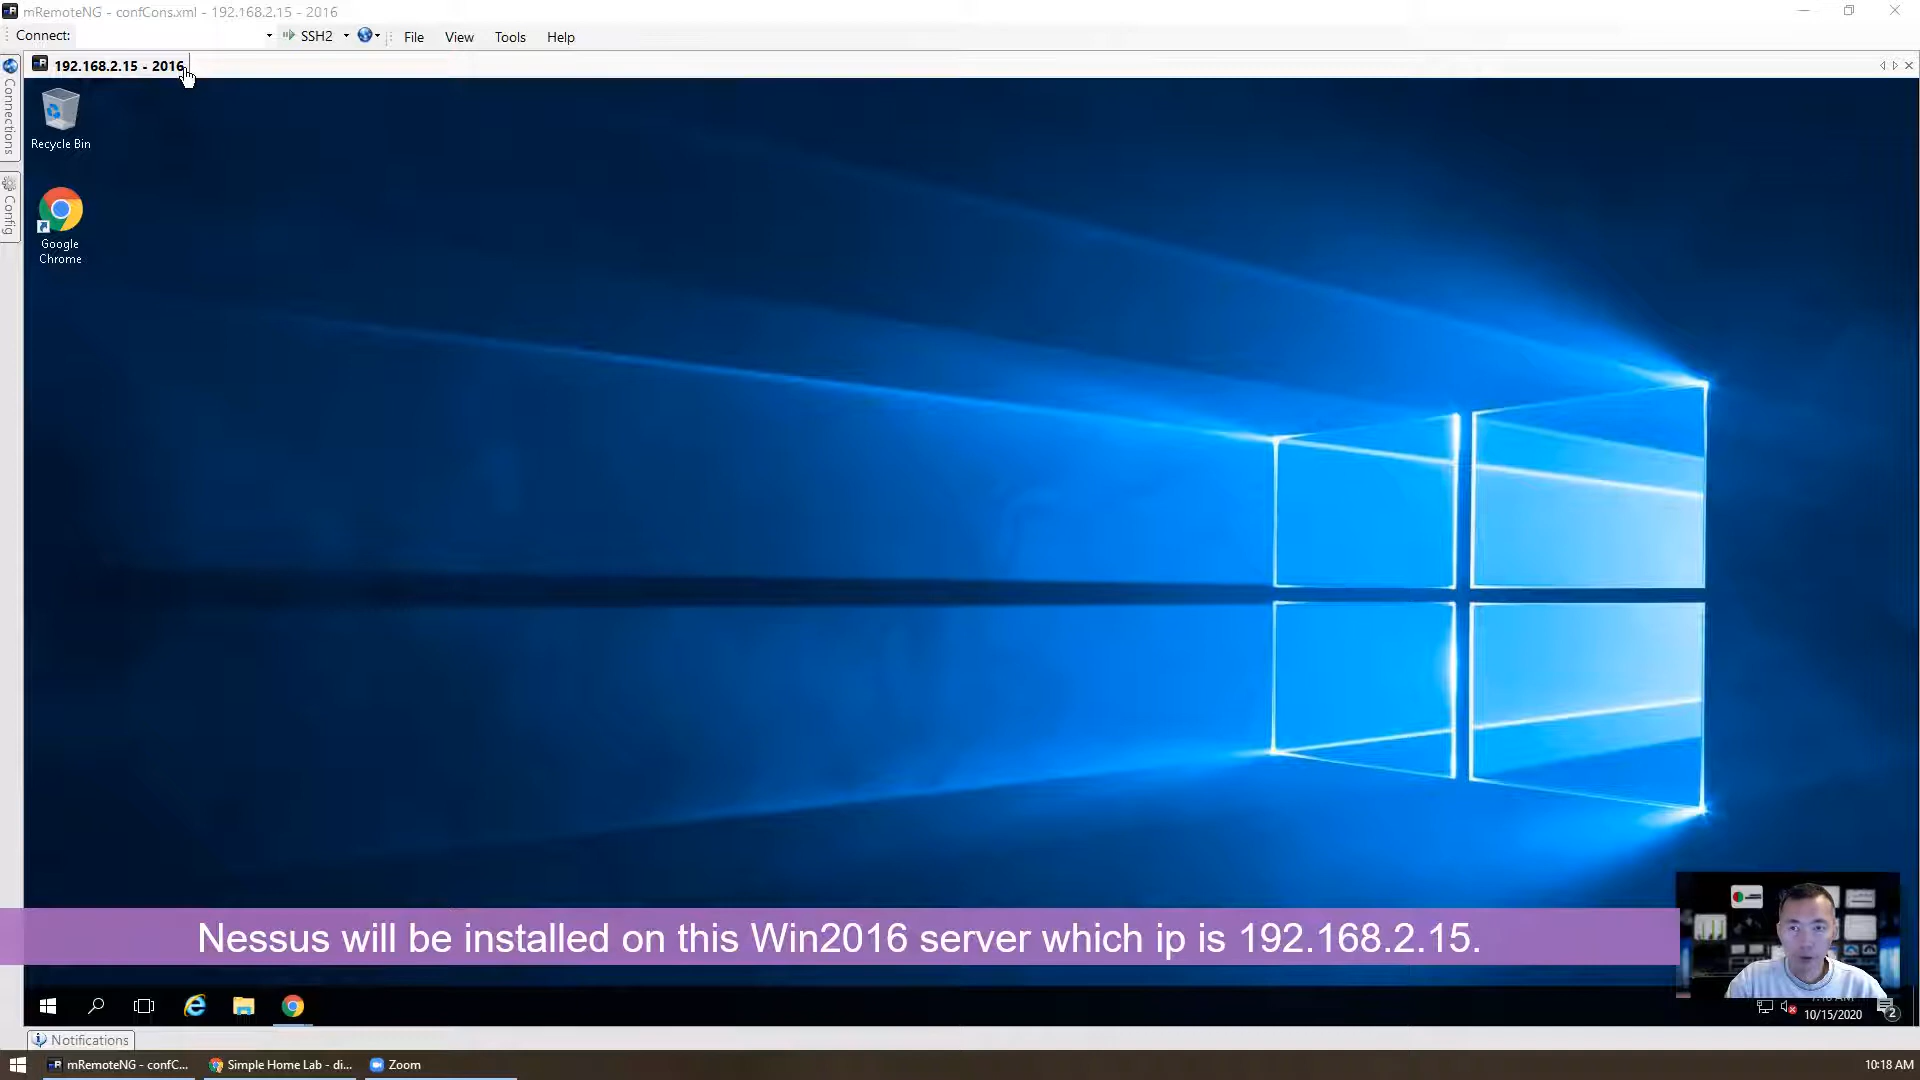 mRemoteNG - confCons.xml - 192.168.2.15 - 2016
Connect:
SSH2
File
View
Tools
Help
192.168.2.15 - 2016
Connections
Config
Recycle Bin
Google
Chrome
Nessus will be installed on this Win2016 server which ip is 192.168.2.15.
10/15/2020
2
Notifications
mRemoteNG - confC...
Simple Home Lab - di...
Zoom
10:18 AM